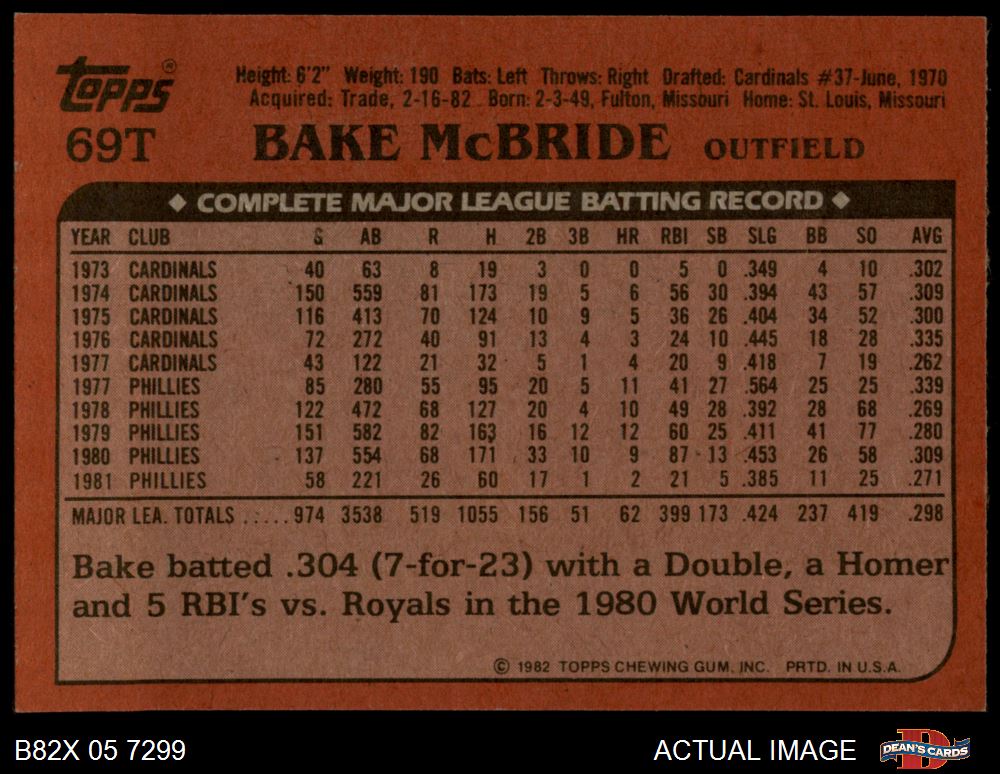 topps®
Height: 6'2" Weight: 190 Bats: Left Throws: Right Drafted: Cardinals #37-June, 1970
Acquired: Trade, 2-16-82 Born: 2-3-49, Fulton, Missouri Home: St. Louis, Missouri
69T BAKE McBRIDE OUTFIELD
◆ COMPLETE MAJOR LEAGUE BATTING RECORD ◆
YEAR CLUB G AB R H 2B 3B HR RBI SB SLG BB SO AVG
1973 CARDINALS 40 63 8 19 3 0 0 5 0 .349 4 10 .302
1974 CARDINALS 150 559 81 173 19 5 6 56 30 .394 43 57 .309
1975 CARDINALS 116 413 70 124 10 9 5 36 26 .404 34 52 .300
1976 CARDINALS 72 272 40 91 13 4 3 24 10 .445 18 28 .335
1977 CARDINALS 43 122 21 32 5 1 4 20 9 .418 7 19 .262
1977 PHILLIES 85 280 55 95 20 5 11 41 27 .564 25 25 .339
1978 PHILLIES 122 472 68 127 20 4 10 49 28 .392 28 68 .269
1979 PHILLIES 151 582 82 163 16 12 12 60 25 .411 41 77 .280
1980 PHILLIES 137 554 68 171 33 10 9 87 13 .453 26 58 .309
1981 PHILLIES 58 221 26 60 17 1 2 21 5 .385 11 25 .271
MAJOR LEA. TOTALS ..... 974 3538 519 1055 156 51 62 399 173 .424 237 419 .298
Bake batted .304 (7-for-23) with a Double, a Homer
and 5 RBI's vs. Royals in the 1980 World Series.
© 1982 TOPPS CHEWING GUM, INC. PRTD. IN U.S.A.
B82X 05 7299 ACTUAL IMAGE DEAN'S CARDS